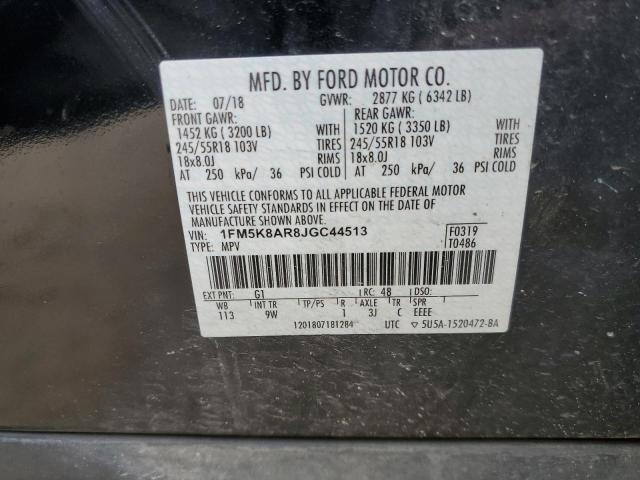 MFD. BY FORD MOTOR CO.
DATE: 07/18 GVWR: 2877 KG ( 6342 LB)
FRONT GAWR: REAR GAWR:
1452 KG ( 3200 LB) WITH 1520 KG ( 3350 LB) WITH
245/55R18 103V TIRES 245/55R18 103V TIRES
18x8.0J RIMS 18x8.0J RIMS
AT 250 kPa/ 36 PSI COLD AT 250 kPa/ 36 PSI COLD
THIS VEHICLE CONFORMS TO ALL APPLICABLE FEDERAL MOTOR
VEHICLE SAFETY STANDARDS IN EFFECT ON THE DATE OF
MANUFACTURE SHOWN ABOVE.
VIN: 1FM5K8AR8JGC44513 F0319
TYPE: MPV T0486
EXT PNT: G1 RC: 48 DSO:
WB INT TR TP/PS R AXLE TR SPR
113 9W 1 3J C EEEE
1201807181284 UTC ▽ 5U5A-1520472-BA